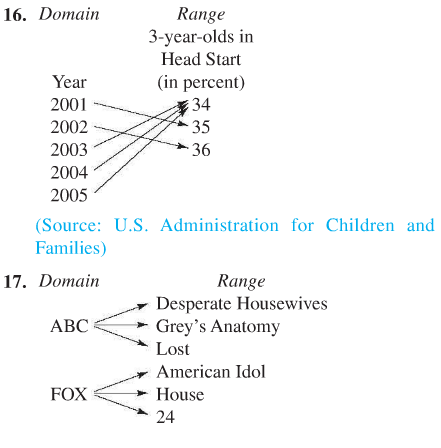 16. Domain Range
3-year-olds in
Head Start
Year (in percent)
2001 34
2002 35
2003 36
2004
2005
(Source: U.S. Administration for Children and
Families)
17. Domain Range
Desperate Housewives
ABC Grey's Anatomy
Lost
American Idol
FOX House
24